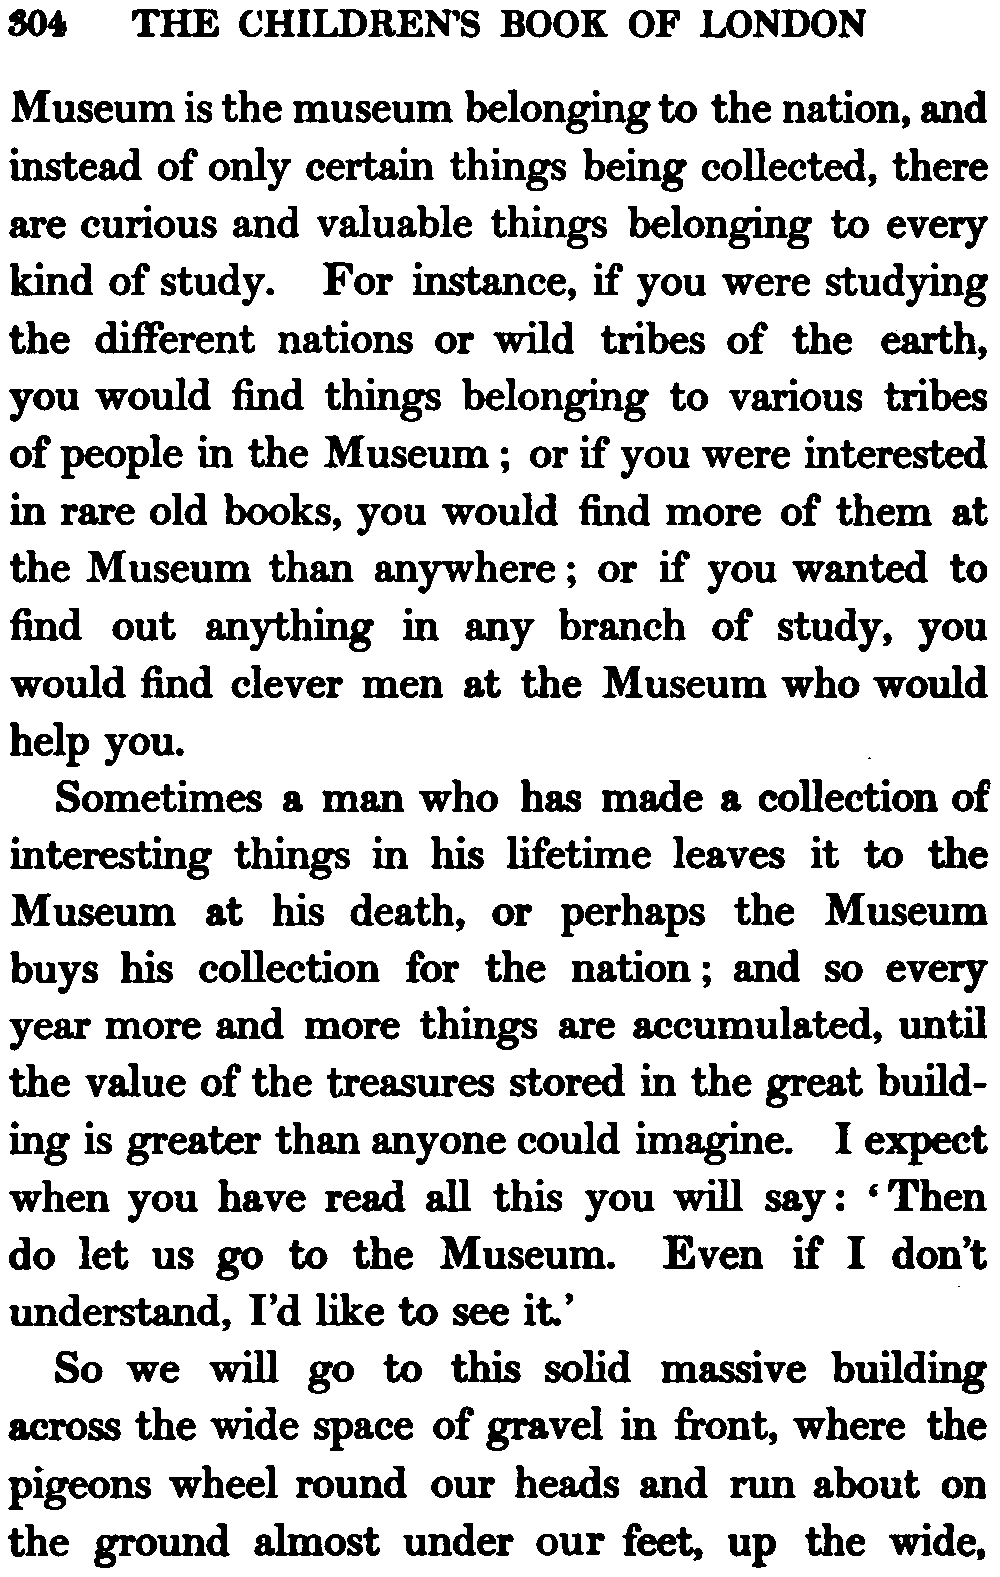 304 THE CHILDREN'S BOOK OF LONDON
Museum is the museum belonging to the nation, and
instead of only certain things being collected, there
are curious and valuable things belonging to every
kind of study. For instance, if you were studying
the different nations or wild tribes of the earth,
you would find things belonging to various tribes
of people in the Museum; or if you were interested
in rare old books, you would find more of them at
the Museum than anywhere; or if you wanted to
find out anything in any branch of study, you
would find clever men at the Museum who would
help you.
Sometimes a man who has made a collection of
interesting things in his lifetime leaves it to the
Museum at his death, or perhaps the Museum
buys his collection for the nation; and so every
year more and more things are accumulated, until
the value of the treasures stored in the great build-
ing is greater than anyone could imagine. I expect
when you have read all this you will say: ‘Then
do let us go to the Museum. Even if I don't
understand, I'd like to see it.’
So we will go to this solid massive building
across the wide space of gravel in front, where the
pigeons wheel round our heads and run about on
the ground almost under our feet, up the wide,